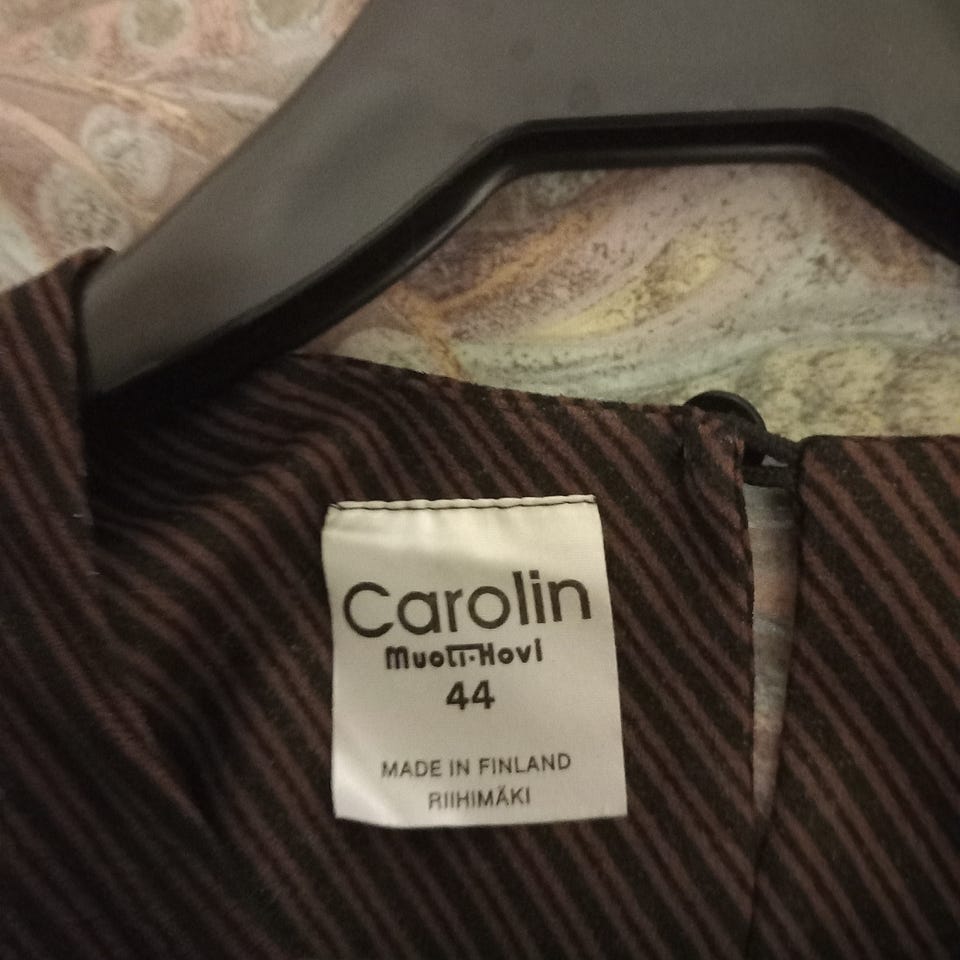 Carolin
Muoti-Hovi
44
MADE IN FINLAND
RIIHIMÄKI